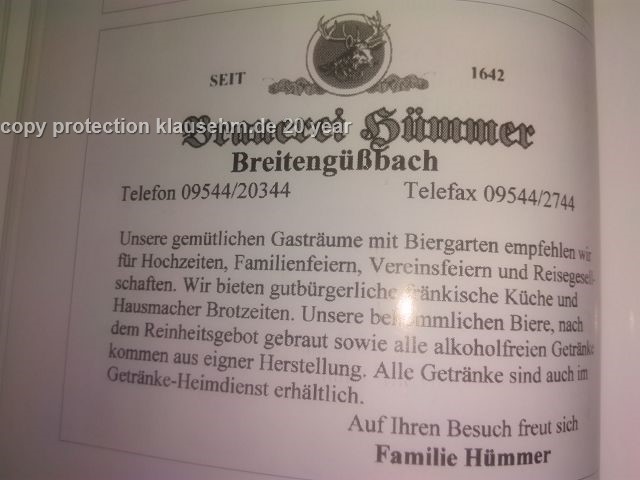 SEIT 1642
Brauerei Hümmer
copy protection klausehm.de 20 year
Breitengüßbach
Telefon 09544/20344 Telefax 09544/2744
Unsere gemütlichen Gasträume mit Biergarten empfehlen wir
für Hochzeiten, Familienfeiern, Vereinsfeiern und Reisegesell-
schaften. Wir bieten gutbürgerliche fränkische Küche und
Hausmacher Brotzeiten. Unsere bekömmlichen Biere, nach
dem Reinheitsgebot gebraut sowie alle alkoholfreien Getränke
kommen aus eigner Herstellung. Alle Getränke sind auch im
Getränke-Heimdienst erhältlich.
Auf Ihren Besuch freut sich
Familie Hümmer